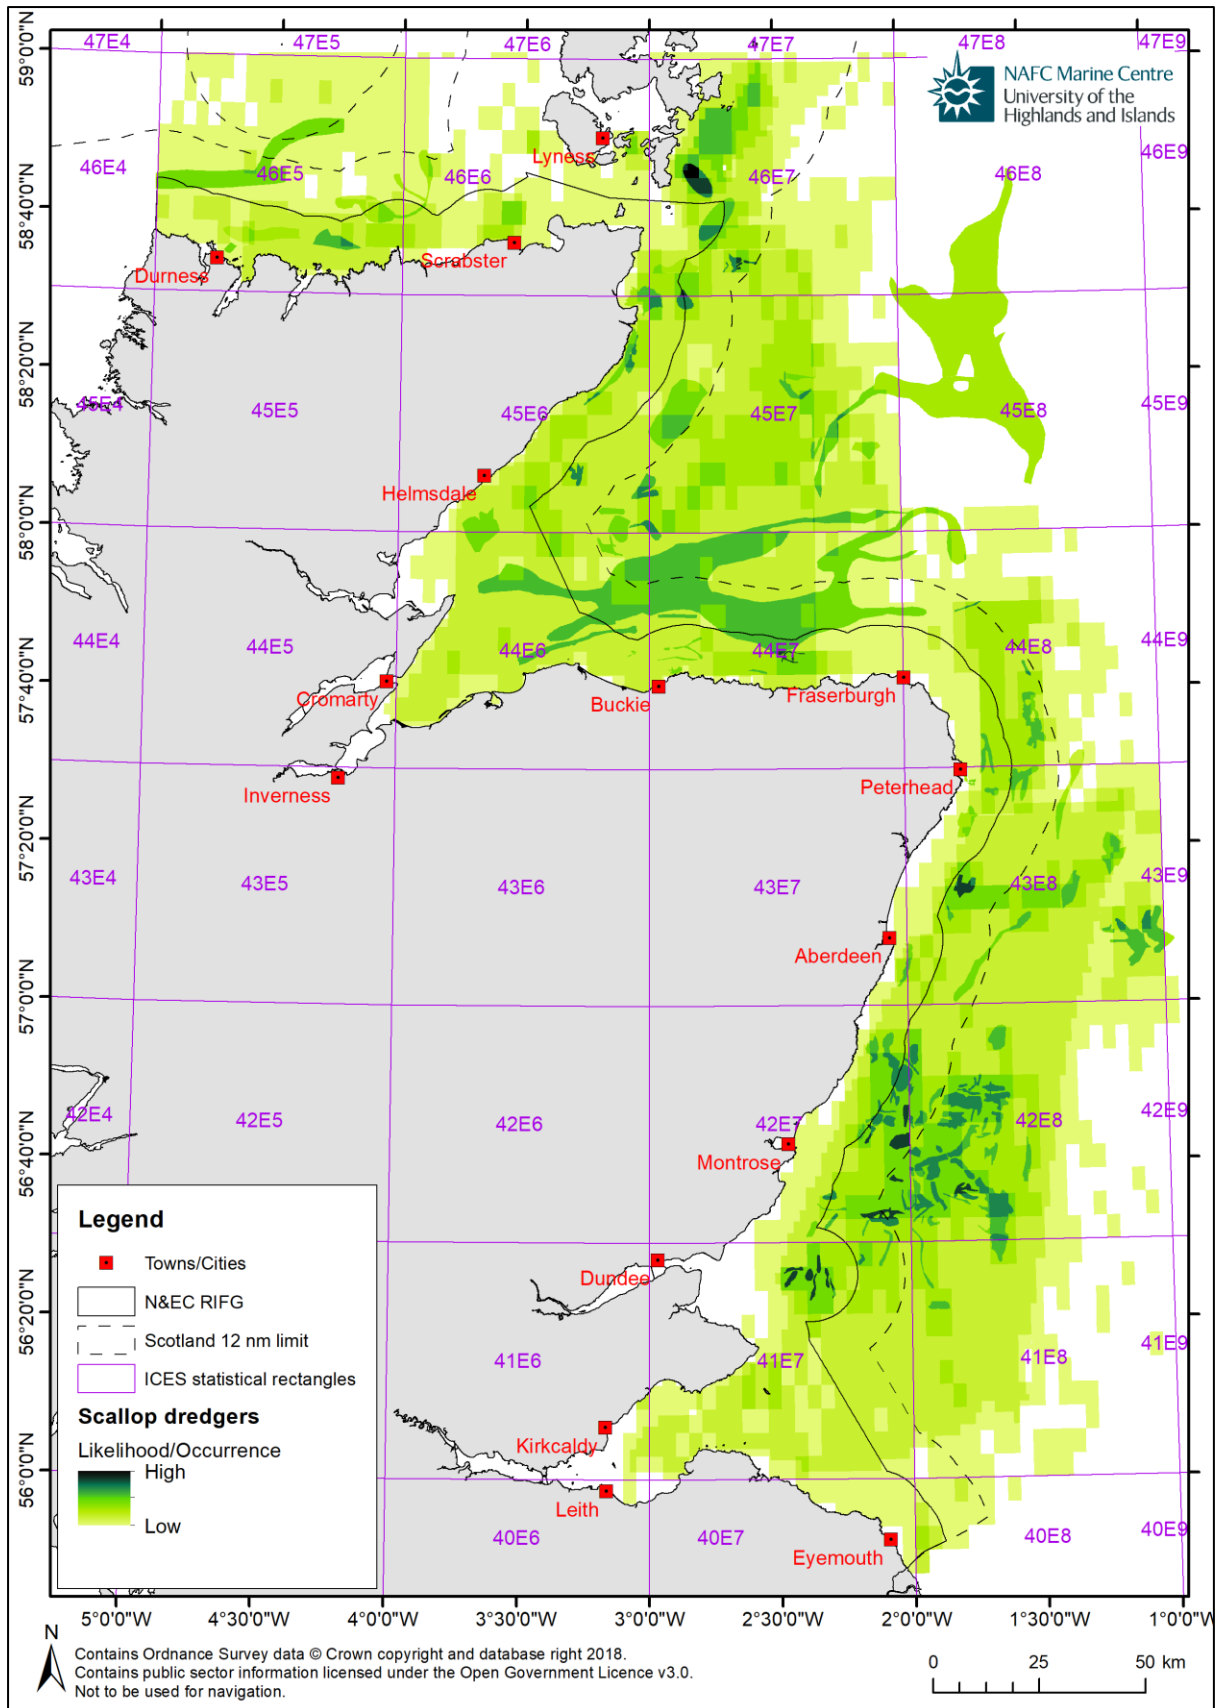 47E4
47E5
47E6
47E7
47E8
47E9
NAFC Marine Centre
University of the
Highlands and Islands
59°0'0"N
58°40'0"N
58°20'0"N
58°0'0"N
57°40'0"N
57°20'0"N
57°0'0"N
56°40'0"N
56°20'0"N
56°0'0"N
Lyness
46E4
46E5
46E6
46E7
46E8
46E9
Durness
Scrabster
45E4
45E5
45E6
45E7
45E8
45E9
Helmsdale
44E4
44E5
44E6
44E7
44E8
44E9
Cromarty
Buckie
Fraserburgh
Inverness
Peterhead
43E4
43E5
43E6
43E7
43E8
43E9
Aberdeen
42E4
42E5
42E6
42E7
42E8
42E9
Montrose
Dundee
41E6
41E7
41E8
41E9
Kirkcaldy
Leith
40E6
40E7
40E8
40E9
Eyemouth
Legend
Towns/Cities
N&EC RIFG
Scotland 12 nm limit
ICES statistical rectangles
Scallop dredgers
Likelihood/Occurrence
High
Low
5°0'0"W
4°30'0"W
4°0'0"W
3°30'0"W
3°0'0"W
2°30'0"W
2°0'0"W
1°30'0"W
1°0'0"W
N
Contains Ordnance Survey data © Crown copyright and database right 2018.
Contains public sector information licensed under the Open Government Licence v3.0.
Not to be used for navigation.
0 25 50 km